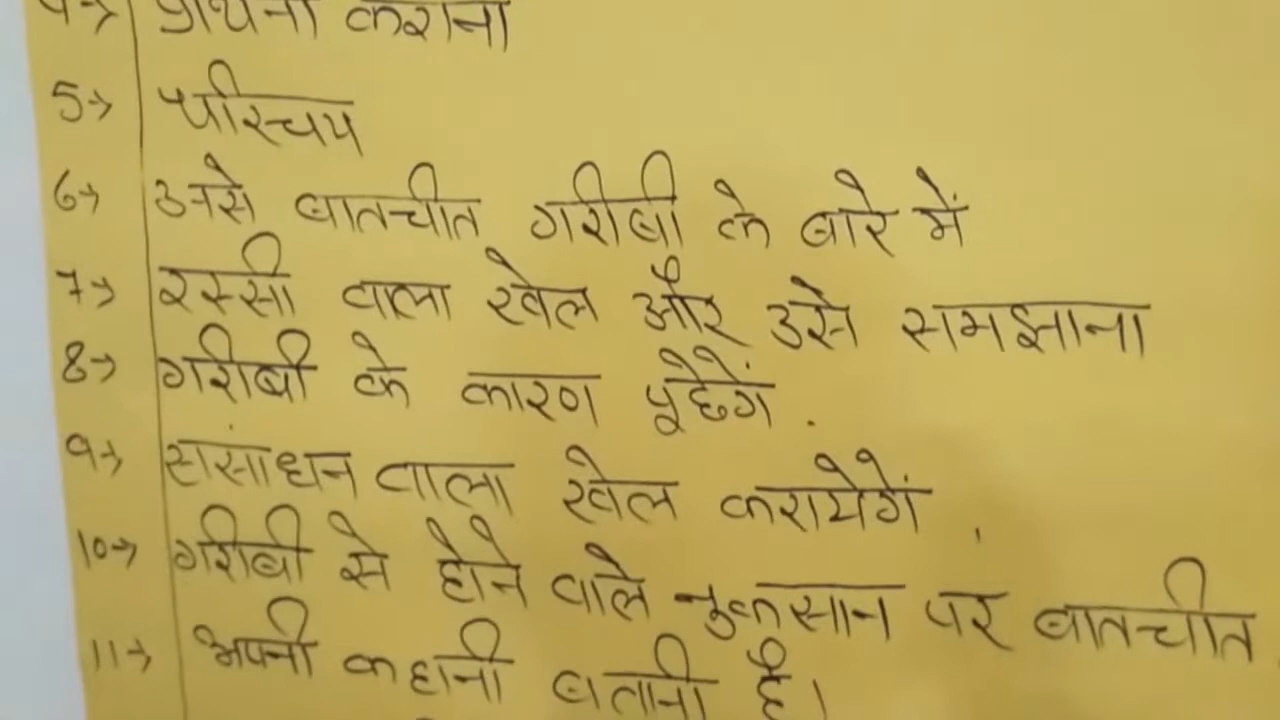 4→ प्रार्थना कराना
5→ परिचय
6→ उनसे बातचीत गरीबी के बारे में
7→ रस्सी वाला खेल और उसे समझाना
8→ गरीबी के कारण पूछेगें .
9→ संसाधन वाला खेल करायेगें .
10→ गरीबी से होने वाले नुकसान पर बातचीत
11→ अपनी कहानी बतानी है।